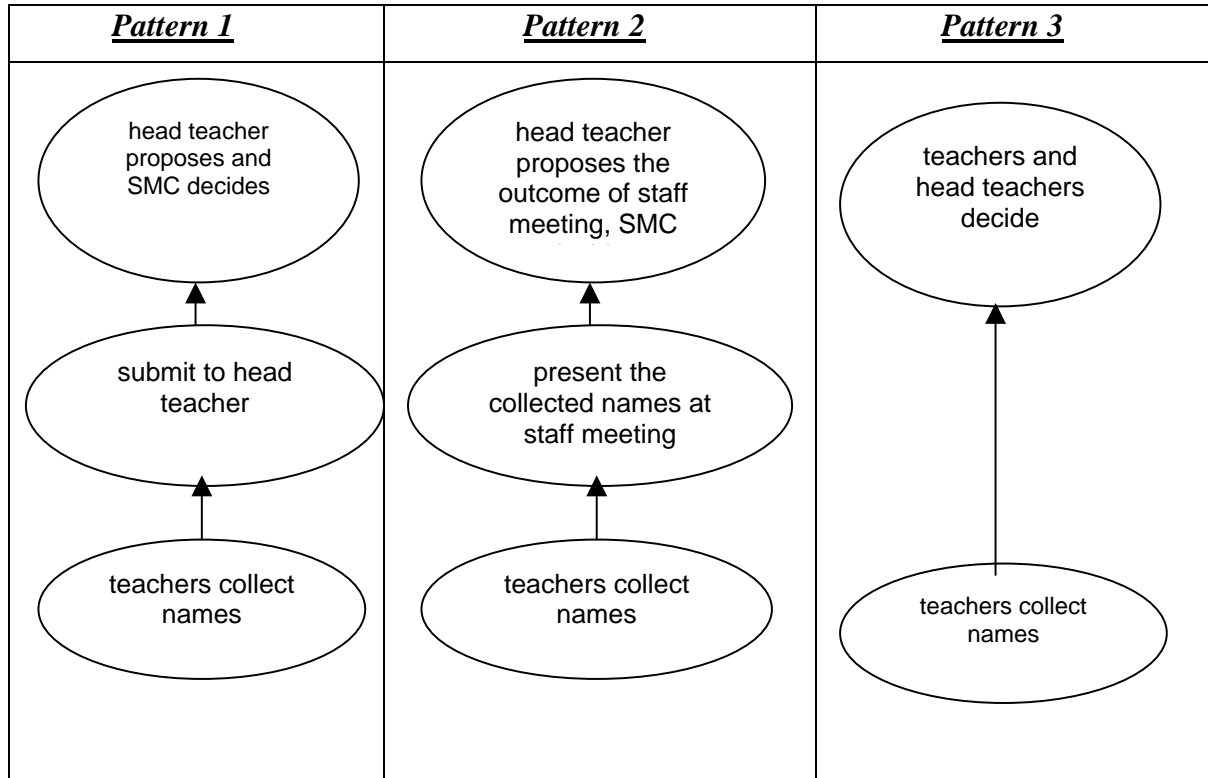 Pattern 1
Pattern 2
Pattern 3
head teacher
proposes and
SMC decides
submit to head
teacher
teachers collect
names
head teacher
proposes the
outcome of staff
meeting, SMC
present the
collected names at
staff meeting
teachers collect
names
teachers and
head teachers
decide
teachers collect
names